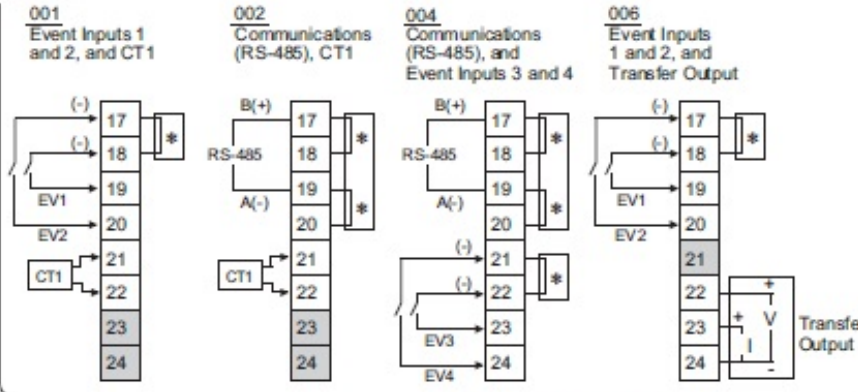 001
Event Inputs 1
and 2, and CT1
(-)
17
*
(-)
18
19
EV1
20
EV2
21
CT1
22
23
24
002
Communications
(RS-485), CT1
B(+)
17
*
18
RS-485
19
A(-)
*
20
21
CT1
22
23
24
004
Communications
(RS-485), and
Event Inputs 3 and 4
B(+)
17
*
18
RS-485
19
A(-)
*
20
(-)
21
*
(-)
22
23
EV3
24
EV4
006
Event Inputs
1 and 2, and
Transfer Output
(-)
17
*
(-)
18
19
EV1
20
EV2
21
22
+
23
+
V
I
24
-
Transfe
Output